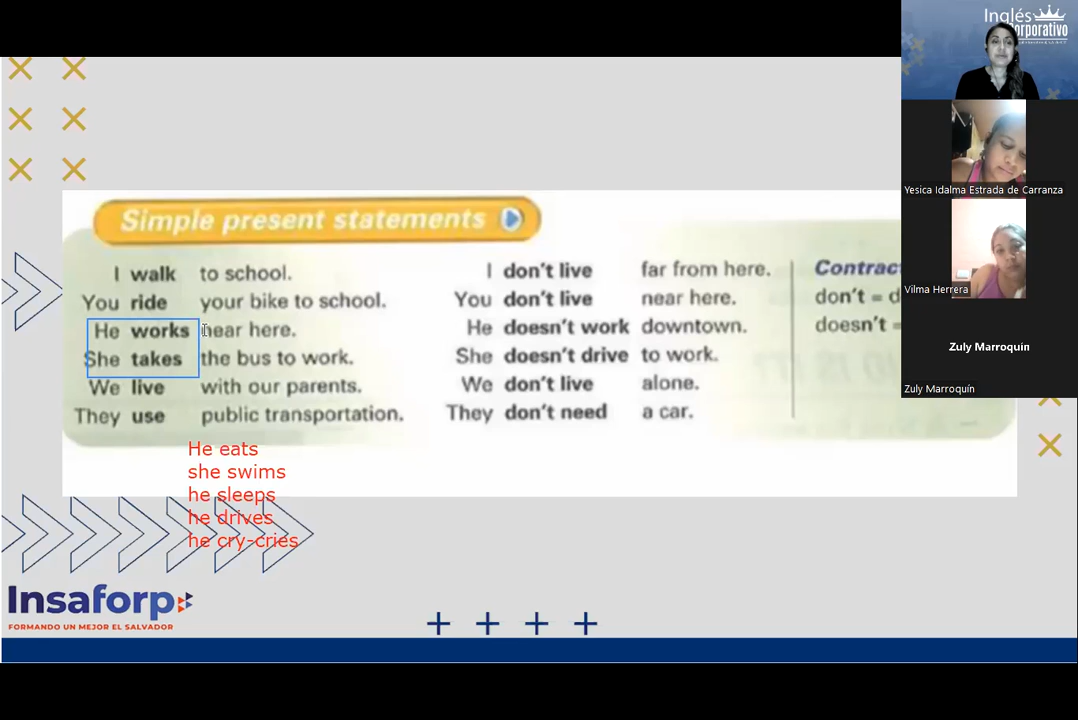 Simple present statements
I walk to school.
You ride your bike to school.
He works near here.
She takes the bus to work.
We live with our parents.
They use public transportation.
I don't live far from here.
You don't live near here.
He doesn't work downtown.
She doesn't drive to work.
We don't live alone.
They don't need a car.
Contrac
don't = d
doesn't =
He eats
she swims
he sleeps
he drives
he cry-cries
Insaforp
FORMANDO UN MEJOR EL SALVADOR
Inglés
Corporativo
Yesica Idalma Estrada de Carranza
Vilma Herrera
Zuly Marroquín
Zuly Marroquín